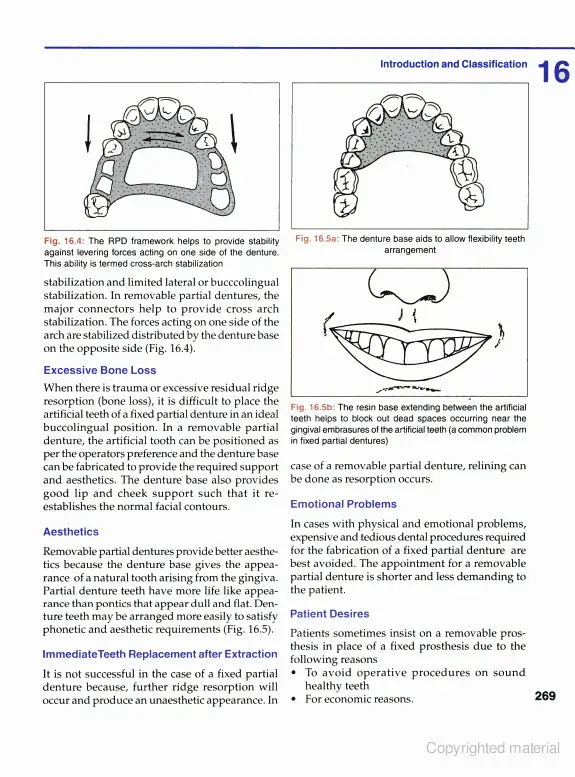 Introduction and Classification
16
Fig. 16.4: The RPD framework helps to provide stability
against levering forces acting on one side of the denture.
This ability is termed cross-arch stabilization
stabilization and limited lateral or bucccolingual
stabilization. In removable partial dentures, the
major connectors help to provide cross arch
stabilization. The forces acting on one side of the
arch are stabilized distributed by the denture base
on the opposite side (Fig. 16.4).
Excessive Bone Loss
When there is trauma or excessive residual ridge
resorption (bone loss), it is difficult to place the
artificial teeth of a fixed partial denture in an ideal
buccolingual position. In a removable partial
denture, the artificial tooth can be positioned as
per the operators preference and the denture base
can be fabricated to provide the required support
and aesthetics. The denture base also provides
good lip and cheek support such that it re-
establishes the normal facial contours.
Aesthetics
Removable partial dentures provide better aesthe-
tics because the denture base gives the appea-
rance of a natural tooth arising from the gingiva.
Partial denture teeth have more life like appea-
rance than pontics that appear dull and flat. Den-
ture teeth may be arranged more easily to satisfy
phonetic and aesthetic requirements (Fig. 16.5).
ImmediateTeeth Replacement after Extraction
It is not successful in the case of a fixed partial
denture because, further ridge resorption will
occur and produce an unaesthetic appearance. In
Fig. 16.5a: The denture base aids to allow flexibility teeth
arrangement
Fig. 16.5b: The resin base extending between the artificial
teeth helps to block out dead spaces occurring near the
gingival embrasures of the artificial teeth (a common problem
in fixed partial dentures)
case of a removable partial denture, relining can
be done as resorption occurs.
Emotional Problems
In cases with physical and emotional problems,
expensive and tedious dental procedures required
for the fabrication of a fixed partial denture are
best avoided. The appointment for a removable
partial denture is shorter and less demanding to
the patient.
Patient Desires
Patients sometimes insist on a removable pros-
thesis in place of a fixed prosthesis due to the
following reasons
• To avoid operative procedures on sound
healthy teeth
• For economic reasons.
269
Copyrighted material